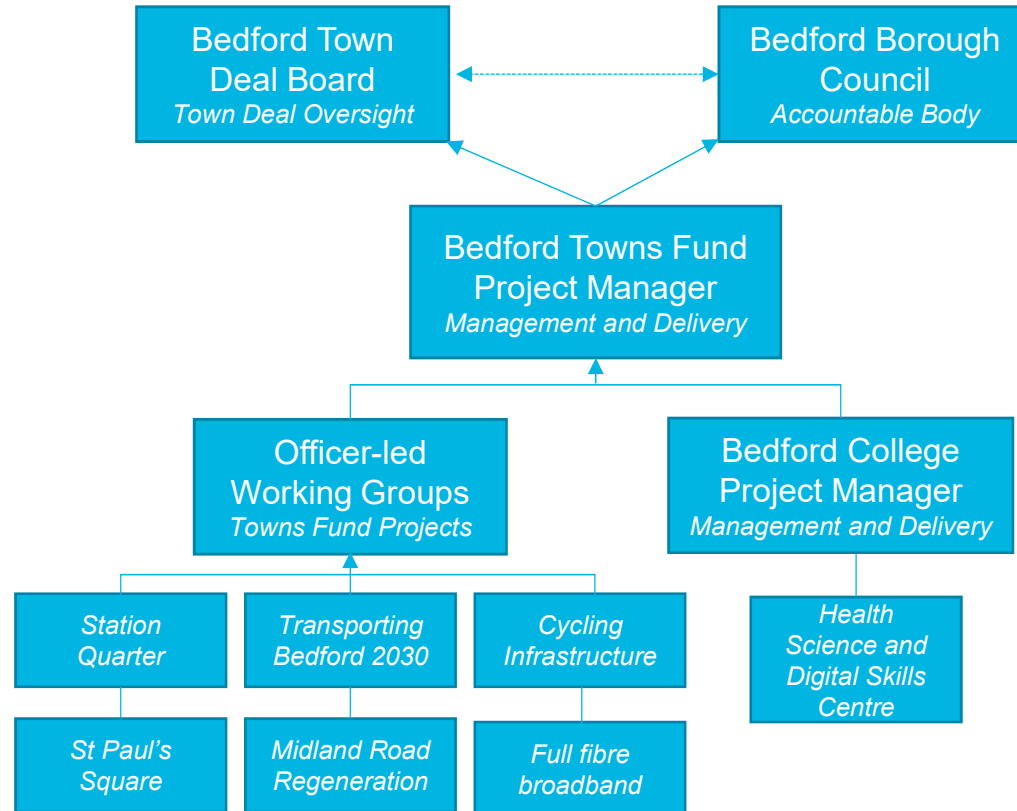 Bedford Town
Deal Board
Town Deal Oversight
Bedford Borough
Council
Accountable Body
Bedford Towns Fund
Project Manager
Management and Delivery
Officer-led
Working Groups
Towns Fund Projects
Bedford College
Project Manager
Management and Delivery
Station
Quarter
Transporting
Bedford 2030
Cycling
Infrastructure
Health
Science and
Digital Skills
Centre
St Paul’s
Square
Midland Road
Regeneration
Full fibre
broadband